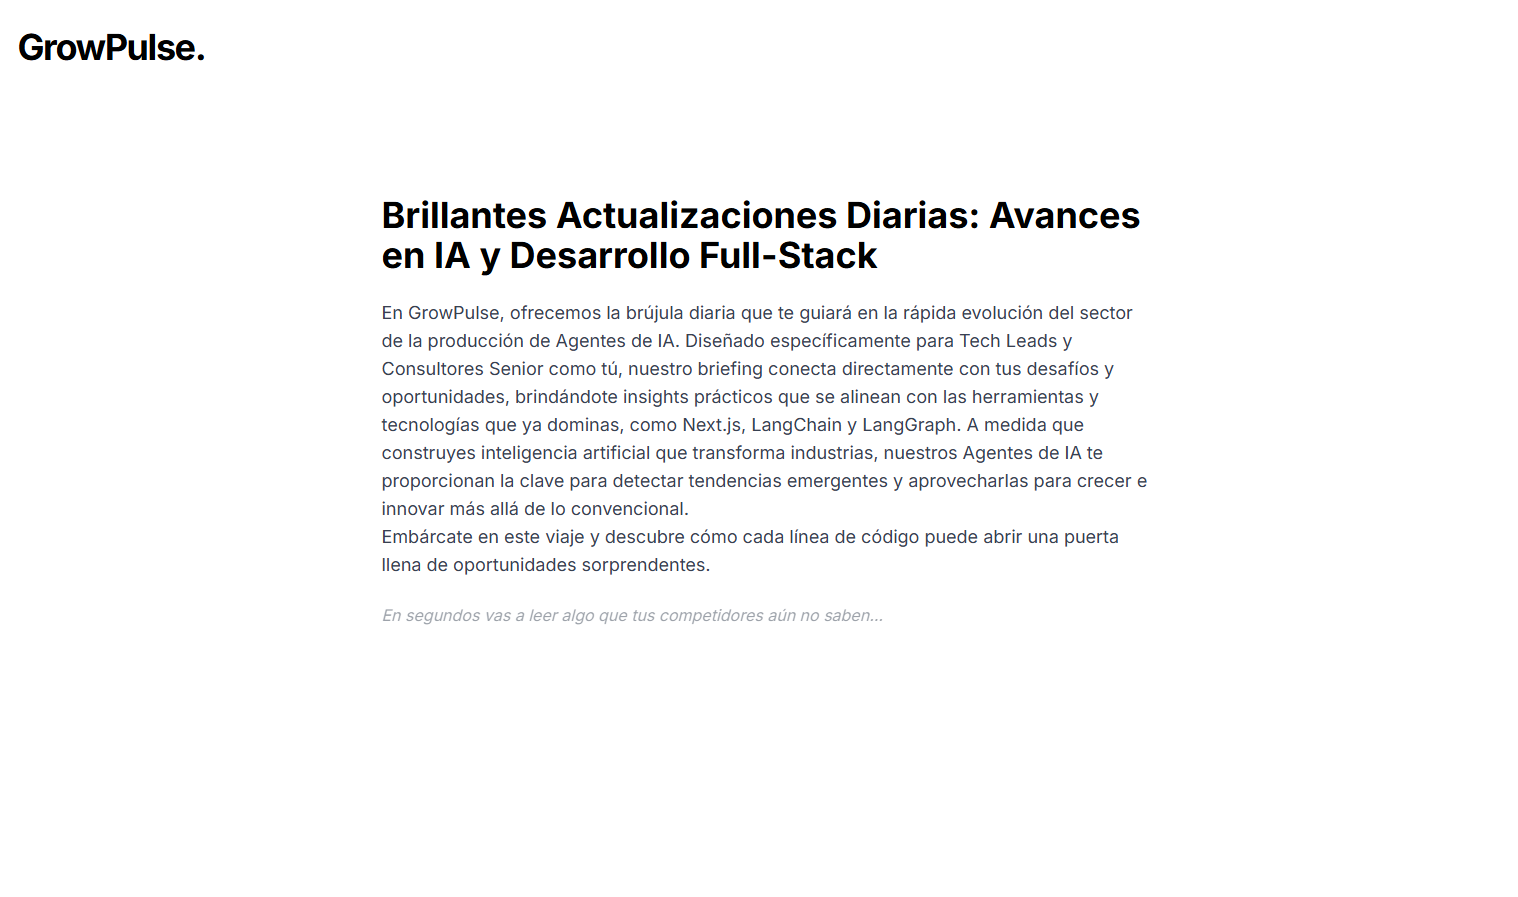 GrowPulse.
Brillantes Actualizaciones Diarias: Avances
en IA y Desarrollo Full-Stack
En GrowPulse, ofrecemos la brújula diaria que te guiará en la rápida evolución del sector
de la producción de Agentes de IA. Diseñado específicamente para Tech Leads y
Consultores Senior como tú, nuestro briefing conecta directamente con tus desafíos y
oportunidades, brindándote insights prácticos que se alinean con las herramientas y
tecnologías que ya dominas, como Next.js, LangChain y LangGraph. A medida que
construyes inteligencia artificial que transforma industrias, nuestros Agentes de IA te
proporcionan la clave para detectar tendencias emergentes y aprovecharlas para crecer e
innovar más allá de lo convencional.
Embárcate en este viaje y descubre cómo cada línea de código puede abrir una puerta
llena de oportunidades sorprendentes.
En segundos vas a leer algo que tus competidores aún no saben...